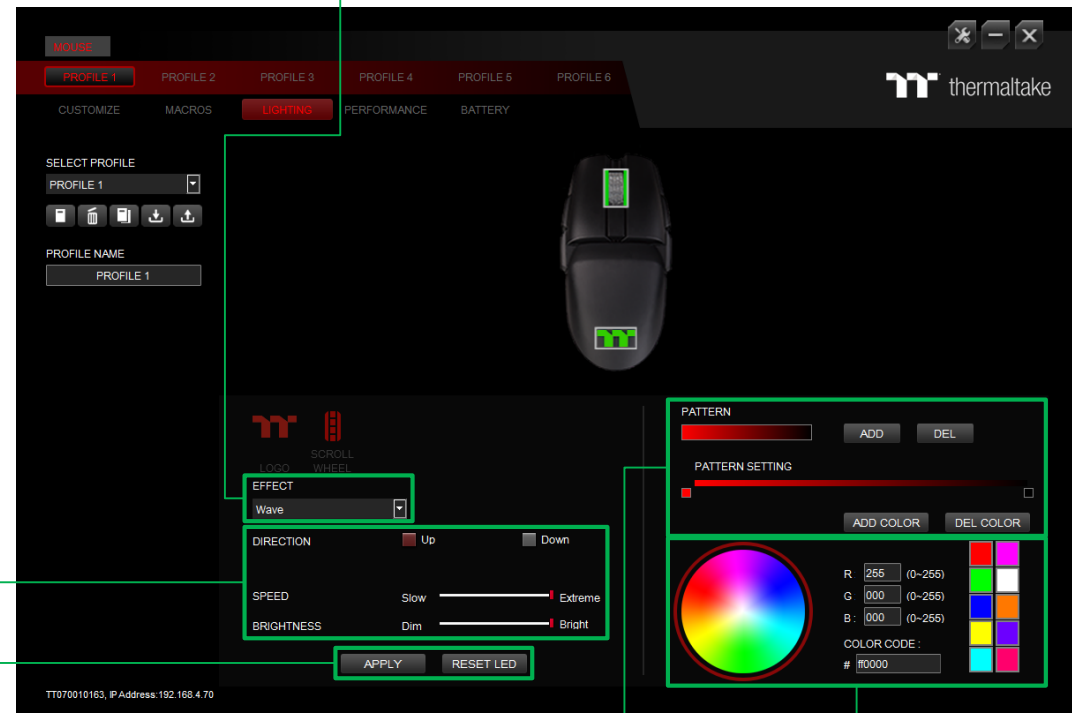 MOUSE
PROFILE 1 PROFILE 2 PROFILE 3 PROFILE 4 PROFILE 5 PROFILE 6
thermaltake
CUSTOMIZE MACROS LIGHTING PERFORMANCE BATTERY
SELECT PROFILE
PROFILE 1
PROFILE NAME
PROFILE 1
LOGO SCROLL WHEEL
EFFECT
Wave
DIRECTION Up Down
SPEED Slow Extreme
BRIGHTNESS Dim Bright
APPLY RESET LED
PATTERN
ADD DEL
PATTERN SETTING
ADD COLOR DEL COLOR
R 255 (0~255)
G 000 (0~255)
B: 000 (0~255)
COLOR CODE :
# ff0000
TT070010163, IP Address:192.168.4.70